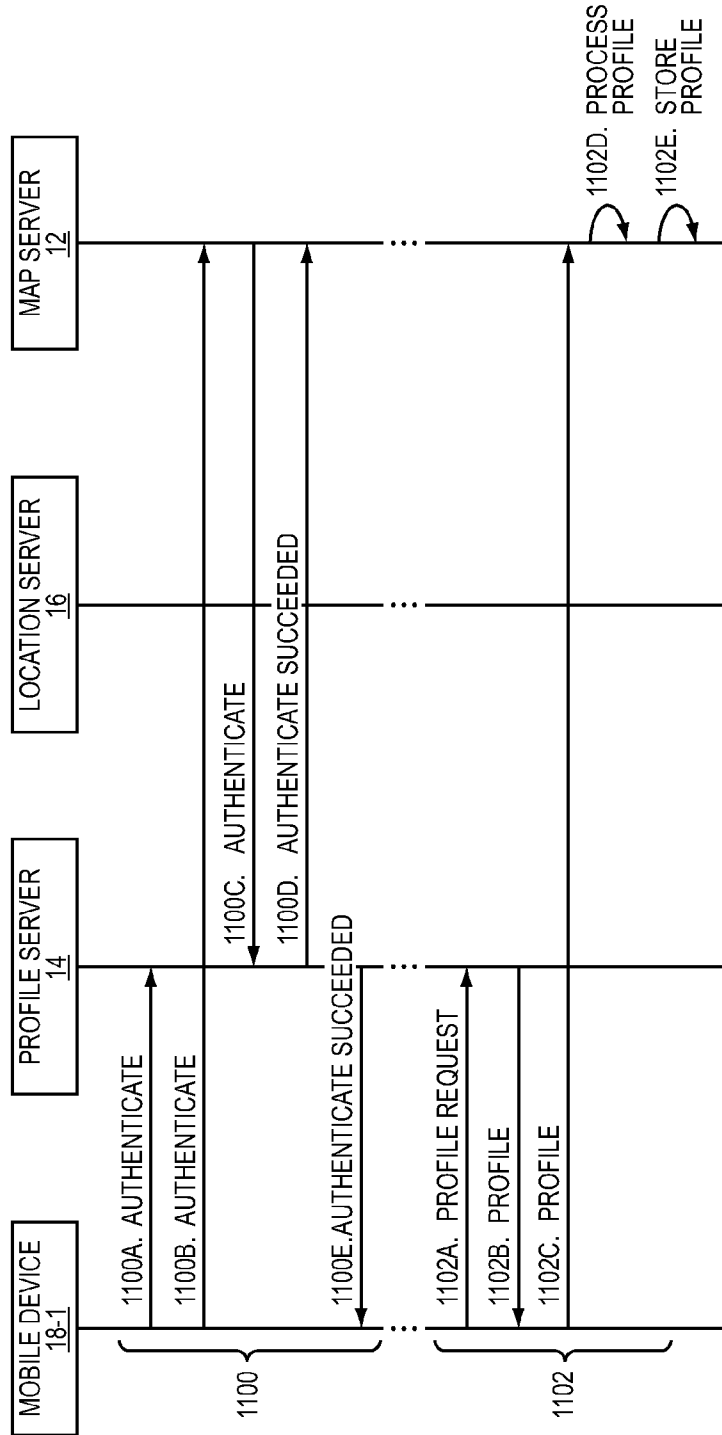 MOBILE DEVICE
18-1
PROFILE SERVER
14
LOCATION SERVER
16
MAP SERVER
12
1100
1100A. AUTHENTICATE
1100B. AUTHENTICATE
1100C. AUTHENTICATE
1100D. AUTHENTICATE SUCCEEDED
1100E.AUTHENTICATE SUCCEEDED
...
...
...
...
1102
1102A. PROFILE REQUEST
1102B. PROFILE
1102C. PROFILE
1102D. PROCESS
PROFILE
1102E. STORE
PROFILE